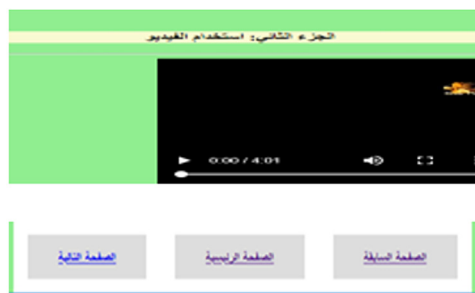 الجزء الثاني: استخدام الفيديو
0:00 / 4:01
الصفحة السابقة
الصفحة الرئيسية
الصفحة التالية